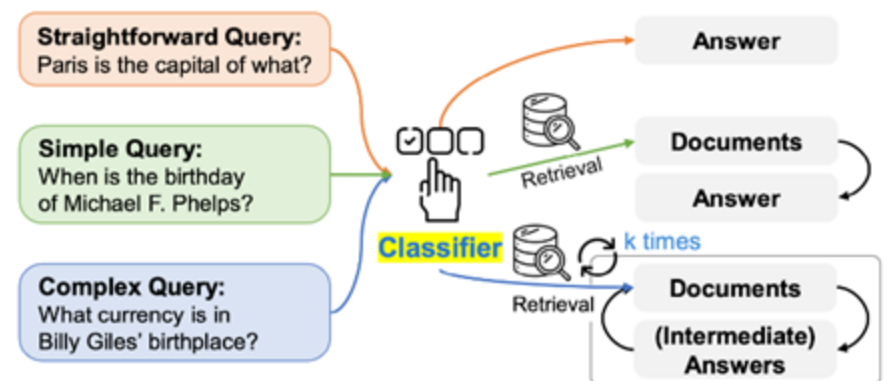 Straightforward Query:
Paris is the capital of what?
Answer
Simple Query:
When is the birthday
of Michael F. Phelps?
Retrieval
Documents
Answer
Classifier
k times
Complex Query:
What currency is in
Billy Giles’ birthplace?
Retrieval
Documents
(Intermediate)
Answers